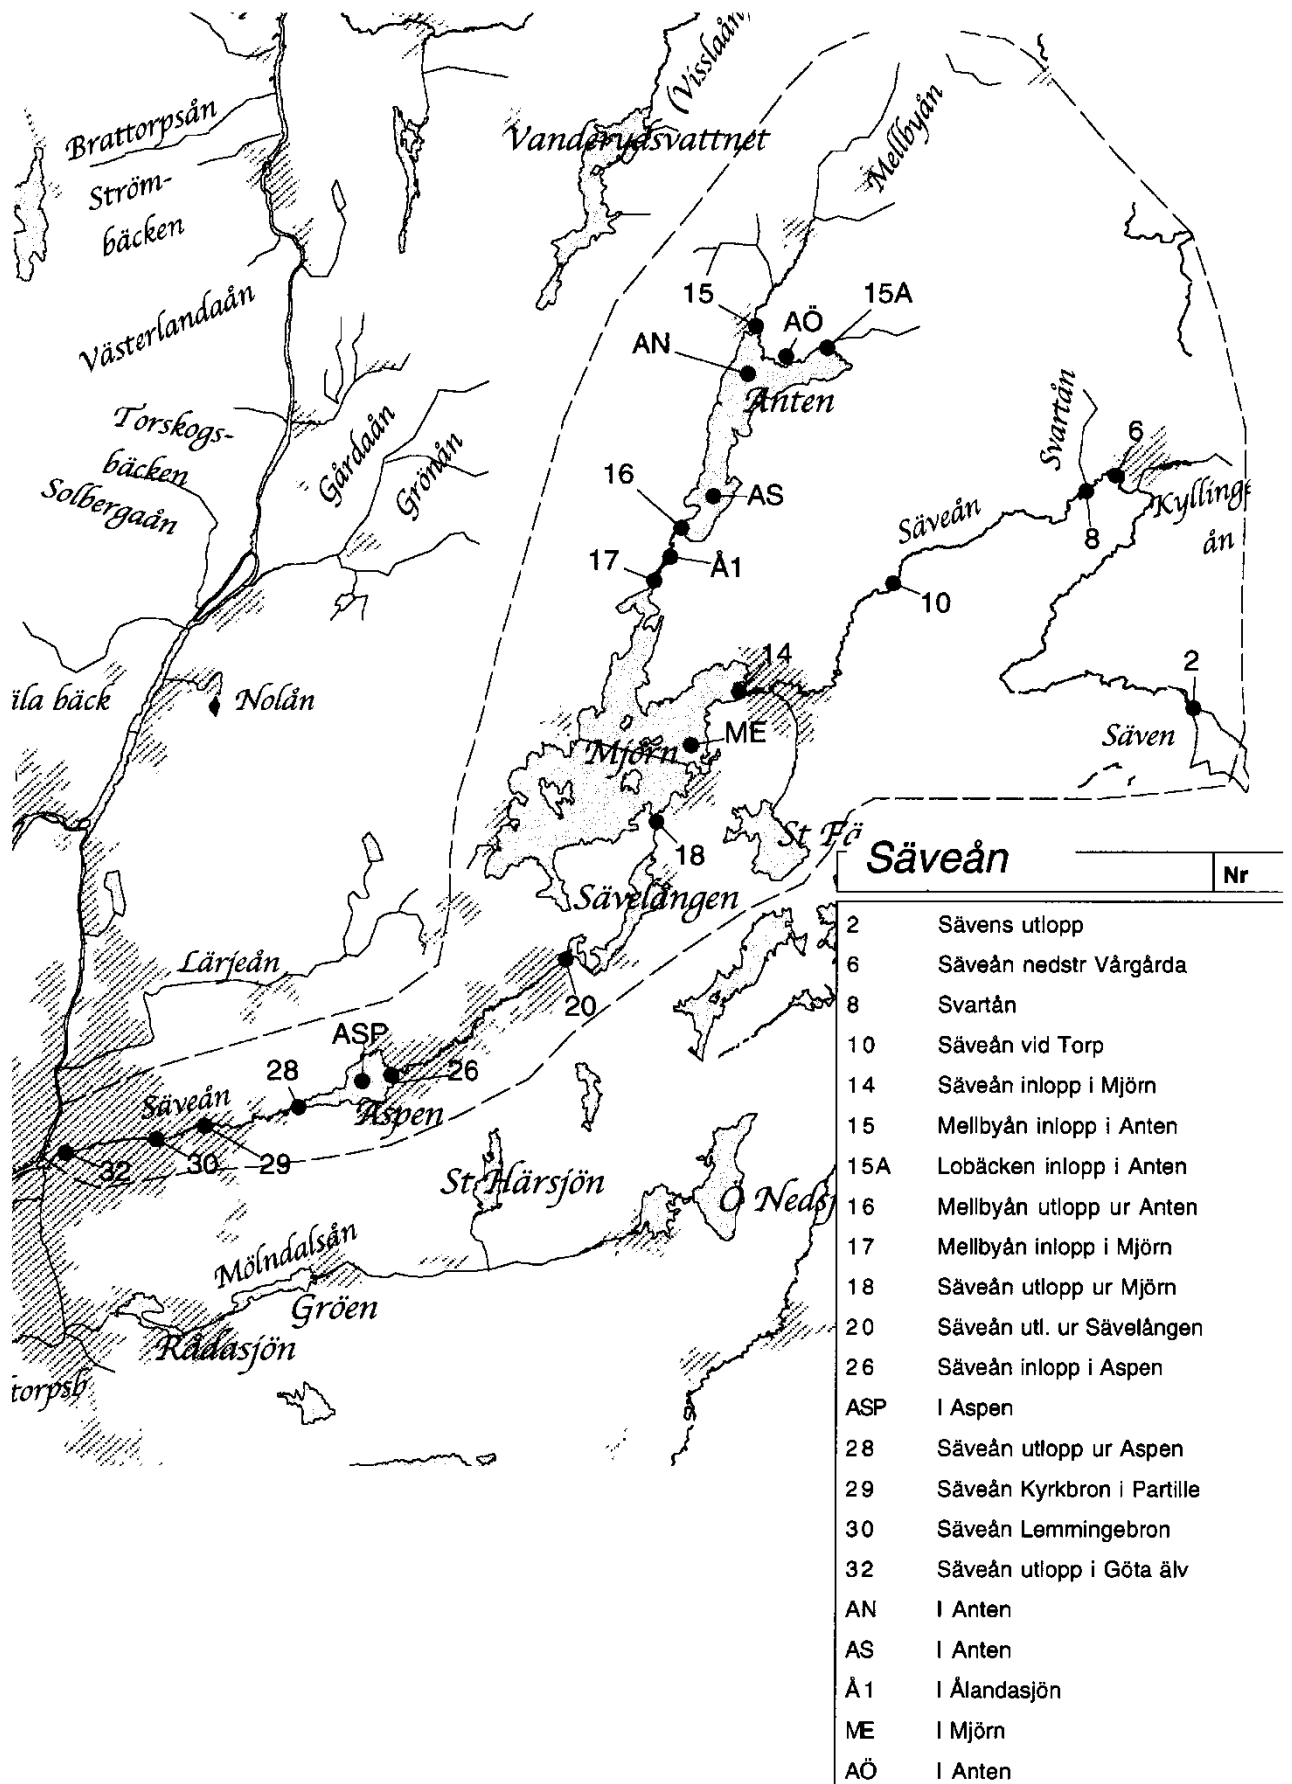 (Visslaån)
Brattorpsån
Vanderydsvattnet
Mellbyån
Ström-
bäcken
15
15A
Västerlandaån
AÖ
AN
Anten
Svartån
Torskogs-
bäcken
Gårdaån
Grönån
6
Solbergaån
16
AS
Säveån
Kyllings
ån
8
17
Å1
10
14
2
ila bäck
Nolån
ME
Mjörn
Säven
St Fä
18
Sävelången
Lärjeån
20
ASP
28
26
Säveån
Aspen
32
30
29
St Härsjön
Ö Nedsj
Mölndalsån
Gröen
Rådasjön
torpsb
Säveån Nr
2 Sävens utlopp
6 Säveån nedstr Vårgårda
8 Svartån
10 Säveån vid Torp
14 Säveån inlopp i Mjörn
15 Mellbyån inlopp i Anten
15A Lobäcken inlopp i Anten
16 Mellbyån utlopp ur Anten
17 Mellbyån inlopp i Mjörn
18 Säveån utlopp ur Mjörn
20 Säveån utl. ur Sävelången
26 Säveån inlopp i Aspen
ASP I Aspen
28 Säveån utlopp ur Aspen
29 Säveån Kyrkbron i Partille
30 Säveån Lemmingebron
32 Säveån utlopp i Göta älv
AN I Anten
AS I Anten
Å1 I Ålandasjön
ME I Mjörn
AÖ I Anten